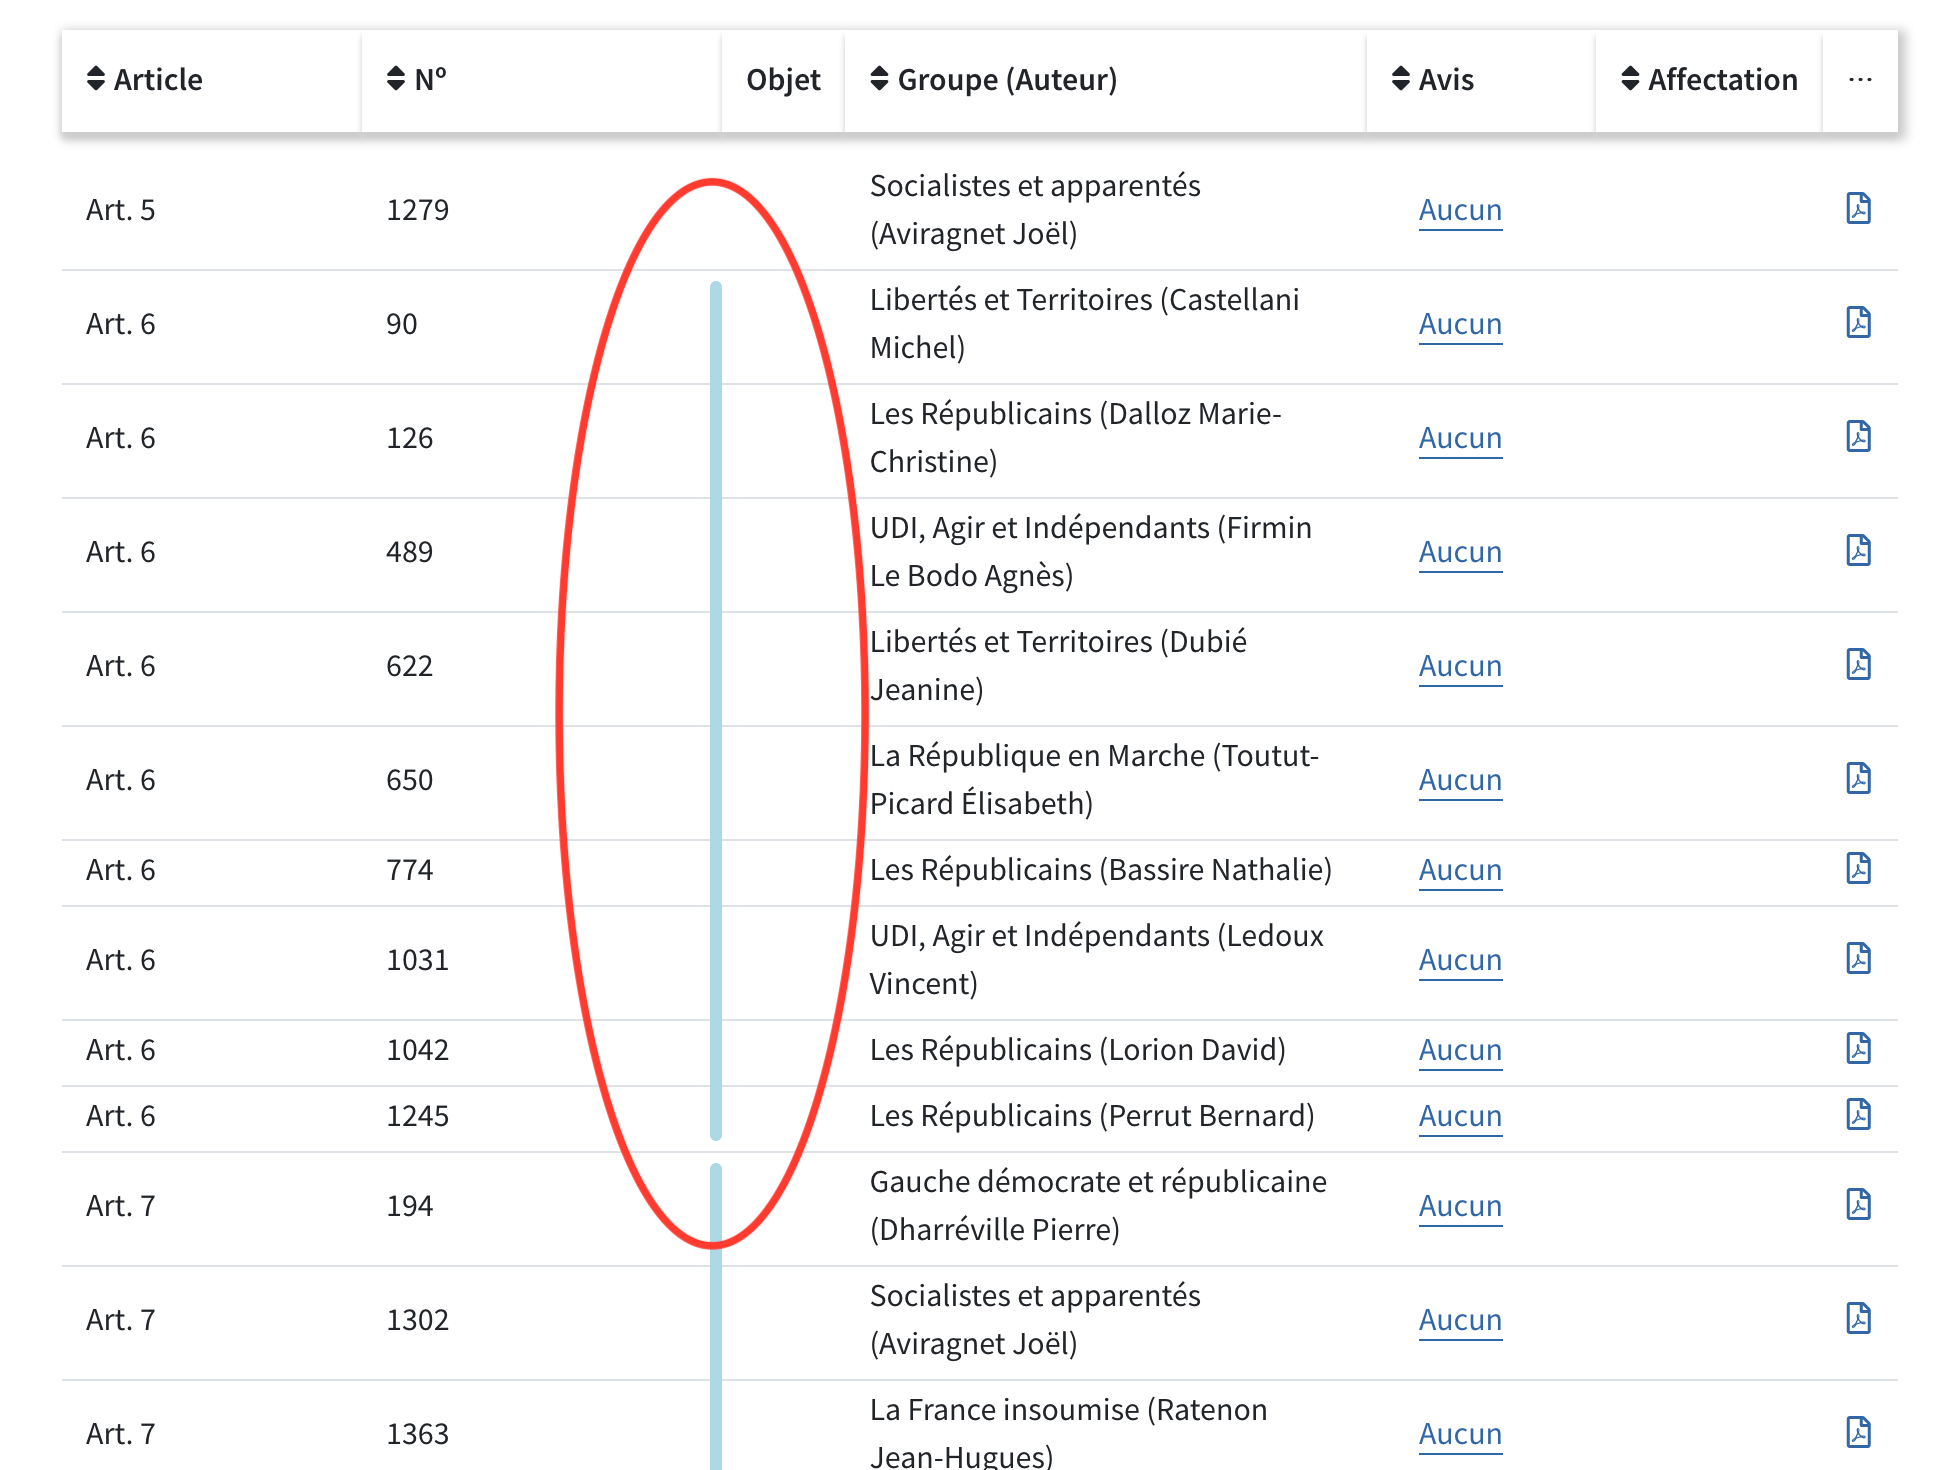 Article Nº Objet Groupe (Auteur) Avis Affectation ...
Art. 5 1279 Socialistes et apparentés Aucun
(Aviragnet Joël)
Art. 6 90 Libertés et Territoires (Castellani Aucun
Michel)
Art. 6 126 Les Républicains (Dalloz Marie- Aucun
Christine)
Art. 6 489 UDI, Agir et Indépendants (Firmin Aucun
Le Bodo Agnès)
Art. 6 622 Libertés et Territoires (Dubié Aucun
Jeanine)
Art. 6 650 La République en Marche (Toutut- Aucun
Picard Élisabeth)
Art. 6 774 Les Républicains (Bassire Nathalie) Aucun
Art. 6 1031 UDI, Agir et Indépendants (Ledoux Aucun
Vincent)
Art. 6 1042 Les Républicains (Lorion David) Aucun
Art. 6 1245 Les Républicains (Perrut Bernard) Aucun
Art. 7 194 Gauche démocrate et républicaine Aucun
(Dharréville Pierre)
Art. 7 1302 Socialistes et apparentés Aucun
(Aviragnet Joël)
Art. 7 1363 La France insoumise (Ratenon Aucun
Jean-Hugues)